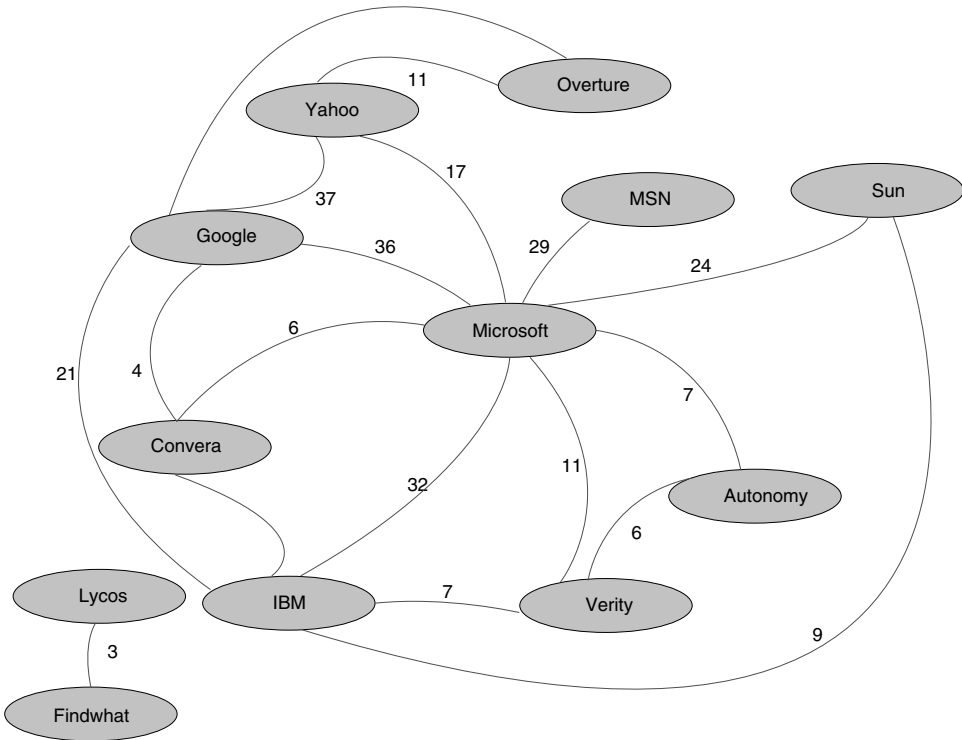 Overture
11
Yahoo
17
MSN
Sun
37
Google
36
29
24
6
Microsoft
21
4
7
Convera
11
32
Autonomy
6
Lycos
IBM
7
Verity
9
3
Findwhat